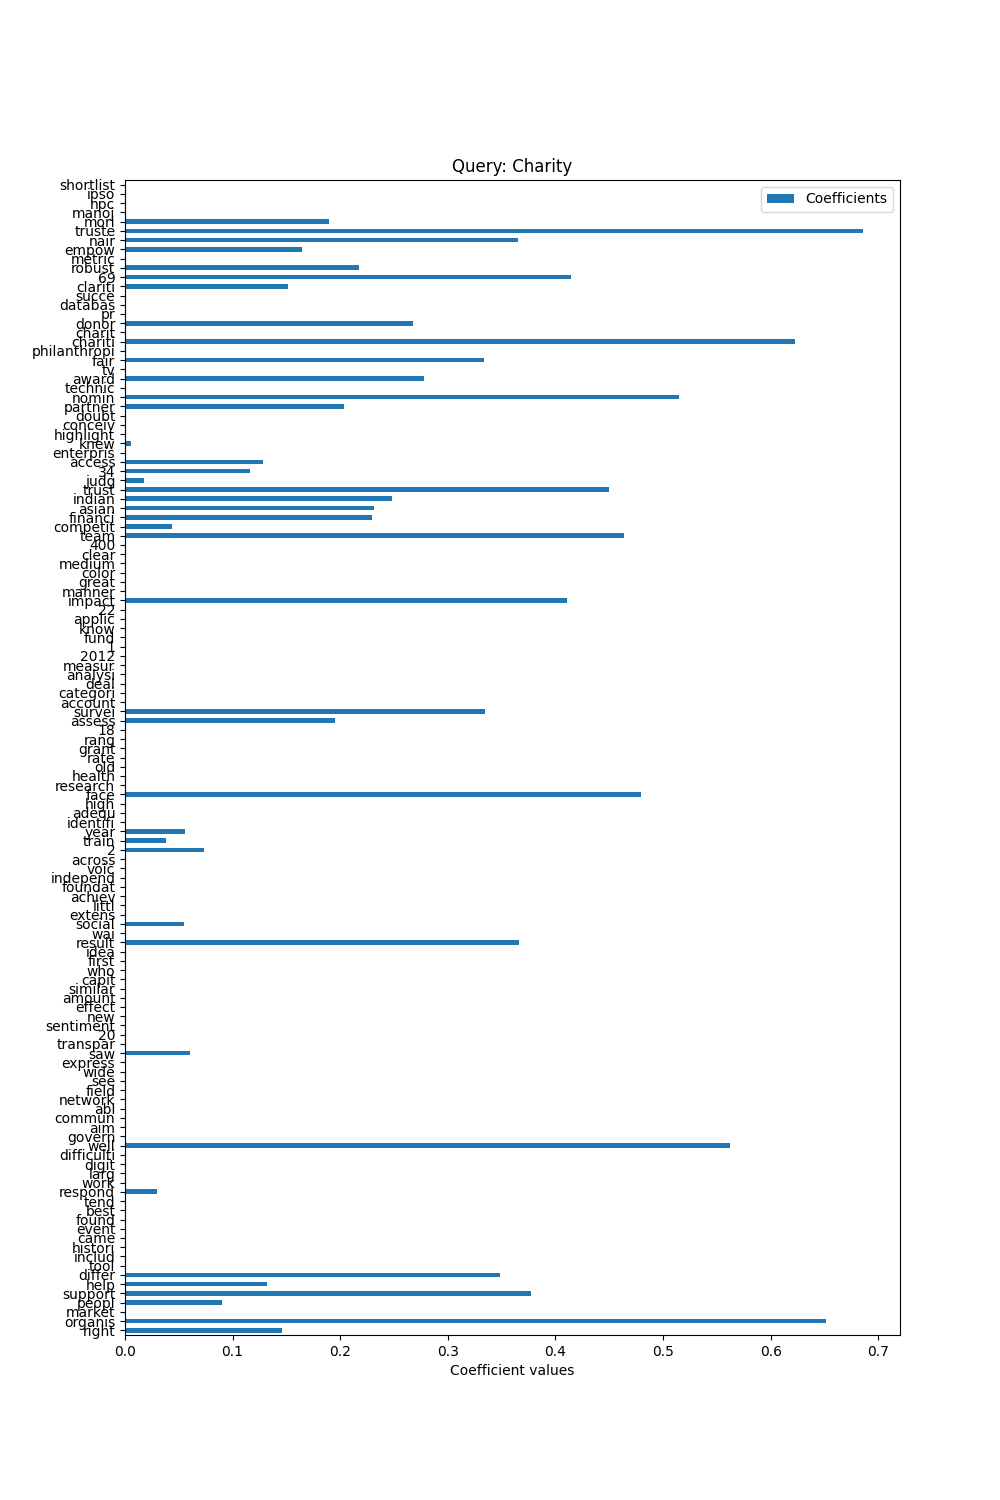 Query: Charity
Coefficients
shortlist
ipso
hpc
manoj
mori
truste
nair
empow
metric
robust
69
clariti
succe
databas
pr
donor
charit
chariti
philanthropi
fair
tv
award
technic
nomin
partner
doubt
conceiv
highlight
knew
enterpris
access
34
judg
trust
indian
asian
financi
competit
team
400
clear
medium
color
great
manner
impact
22
applic
know
fund
1
2012
measur
analysi
deal
categori
account
survei
assess
18
rang
grant
rate
old
health
research
face
high
adequ
identifi
year
train
2
across
voic
independ
foundat
achiev
littl
extens
social
wai
result
idea
first
who
capit
similar
amount
effect
new
sentiment
20
transpar
saw
express
wide
see
field
network
abl
commun
aim
govern
well
difficulti
digit
larg
work
respond
tend
best
found
event
came
histori
includ
tool
differ
help
support
peopl
market
organis
right
0.0 0.1 0.2 0.3 0.4 0.5 0.6 0.7
Coefficient values